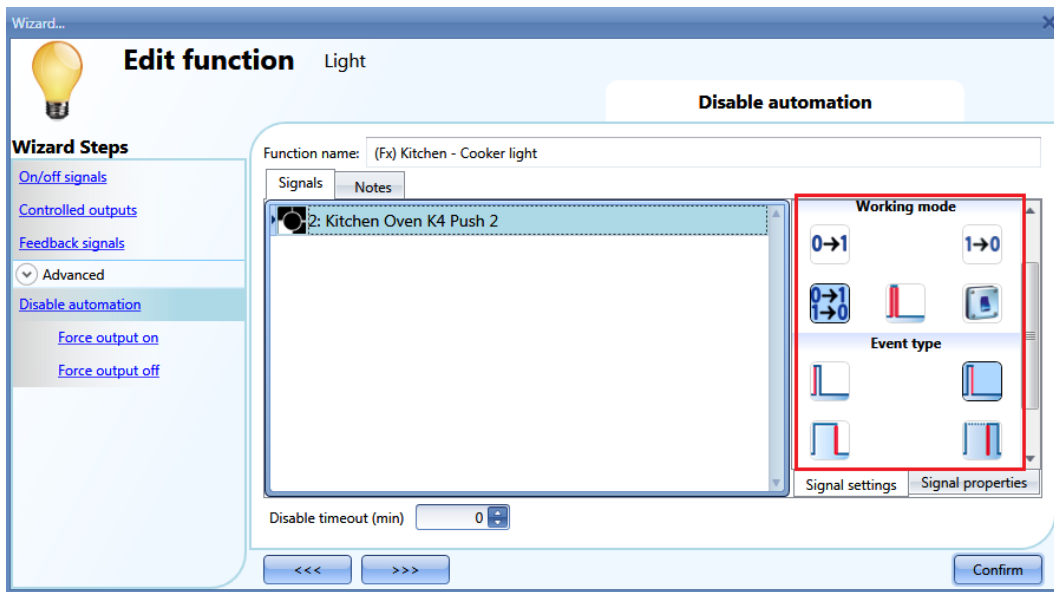 Wizard...
Edit function Light
Disable automation
Wizard Steps
On/off signals
Controlled outputs
Feedback signals
Advanced
Disable automation
Force output on
Force output off
Function name: (Fx) Kitchen - Cooker light
Signals Notes
2: Kitchen Oven K4 Push 2
Working mode
0→1 1→0
0→1
1→0
Event type
Signal settings Signal properties
Disable timeout (min) 0
<<< >>> Confirm